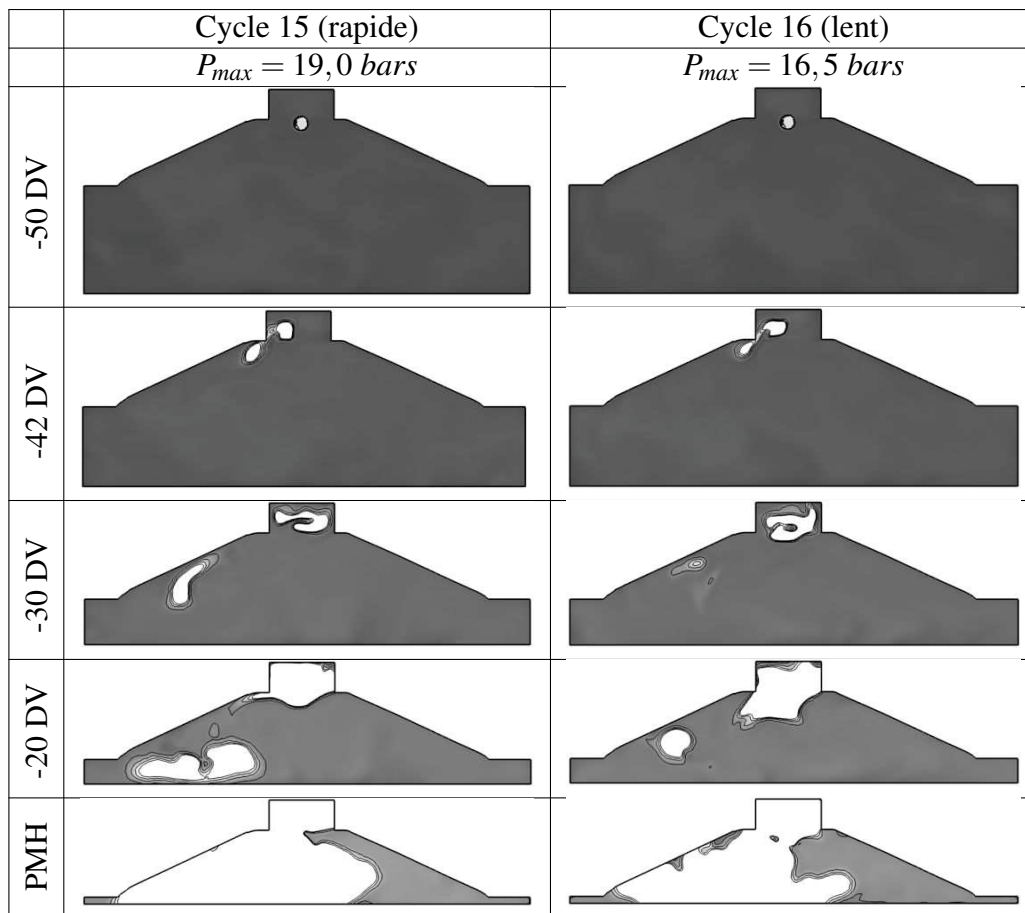 Cycle 15 (rapide) Cycle 16 (lent)
P_max = 19,0 bars P_max = 16,5 bars
-50 DV
-42 DV
-30 DV
-20 DV
PMH